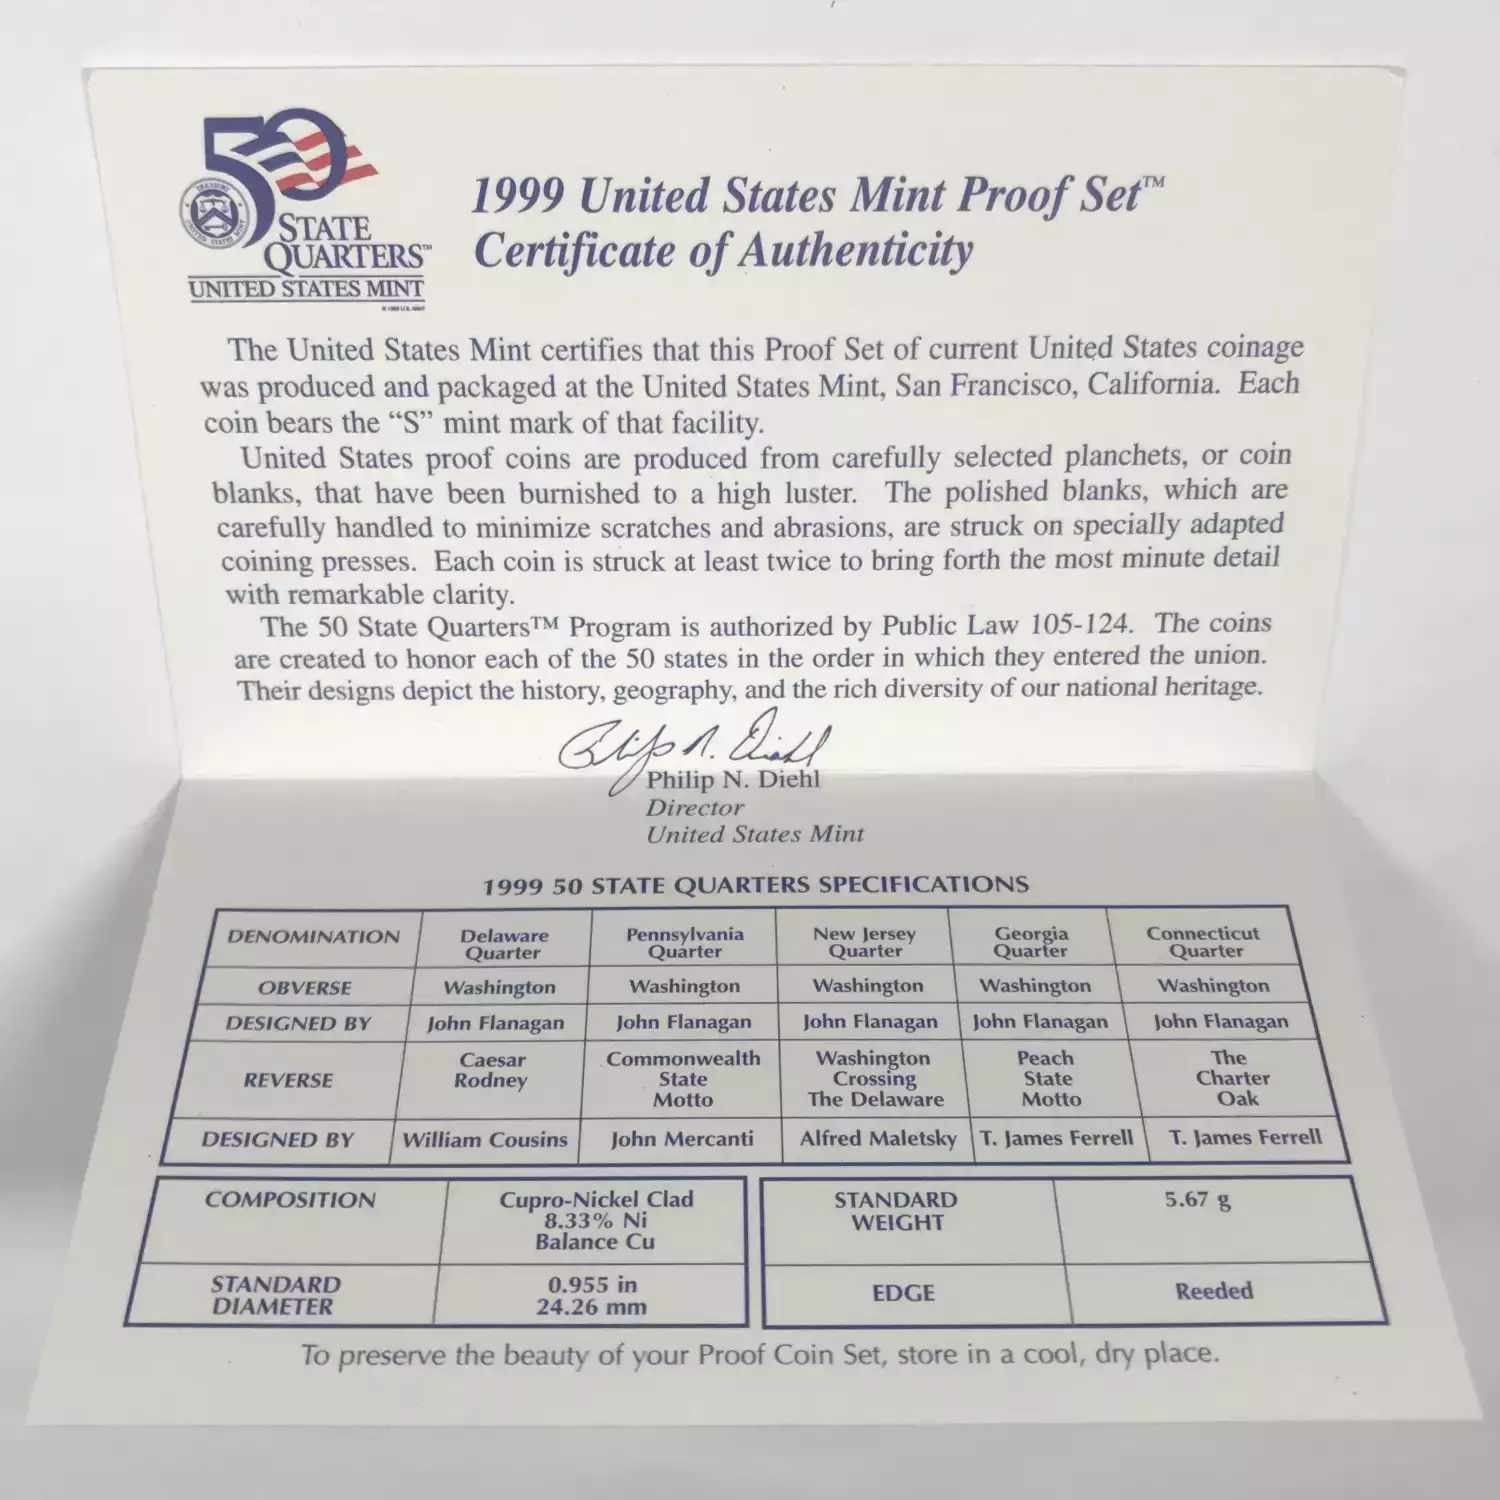 50
STATE
QUARTERS™
UNITED STATES MINT
1999 United States Mint Proof Set™
Certificate of Authenticity
The United States Mint certifies that this Proof Set of current United States coinage
was produced and packaged at the United States Mint, San Francisco, California. Each
coin bears the “S” mint mark of that facility.
United States proof coins are produced from carefully selected planchets, or coin
blanks, that have been burnished to a high luster. The polished blanks, which are
carefully handled to minimize scratches and abrasions, are struck on specially adapted
coining presses. Each coin is struck at least twice to bring forth the most minute detail
with remarkable clarity.
The 50 State Quarters™ Program is authorized by Public Law 105-124. The coins
are created to honor each of the 50 states in the order in which they entered the union.
Their designs depict the history, geography, and the rich diversity of our national heritage.
Philip N. Diehl
Philip N. Diehl
Director
United States Mint
1999 50 STATE QUARTERS SPECIFICATIONS
DENOMINATION Delaware Quarter Pennsylvania Quarter New Jersey Quarter Georgia Quarter Connecticut Quarter
OBVERSE Washington Washington Washington Washington Washington
DESIGNED BY John Flanagan John Flanagan John Flanagan John Flanagan John Flanagan
REVERSE Caesar Rodney Commonwealth State Motto Washington Crossing The Delaware Peach State Motto The Charter Oak
DESIGNED BY William Cousins John Mercanti Alfred Maletsky T. James Ferrell T. James Ferrell
COMPOSITION Cupro-Nickel Clad
8.33% Ni
Balance Cu
STANDARD DIAMETER 0.955 in
24.26 mm
STANDARD WEIGHT 5.67 g
EDGE Reeded
To preserve the beauty of your Proof Coin Set, store in a cool, dry place.